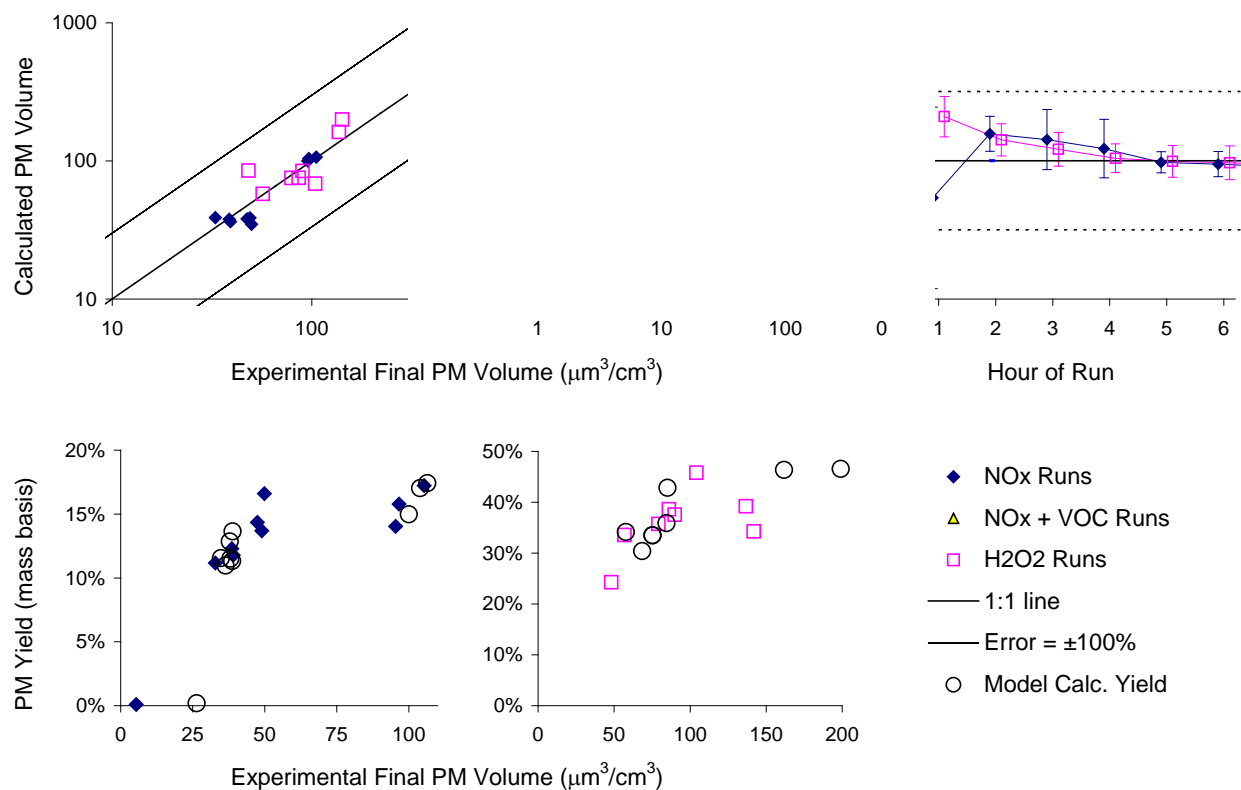 1000
100
10
Calculated PM Volume
10 100 1 10 100 0 1 2 3 4 5 6
Experimental Final PM Volume (μm³/cm³)
Hour of Run
20%
15%
10%
5%
0%
PM Yield (mass basis)
0 25 50 75 100
50%
40%
30%
20%
10%
0%
0 50 100 150 200
Experimental Final PM Volume (μm³/cm³)
NOx Runs
NOx + VOC Runs
H2O2 Runs
1:1 line
Error = ±100%
Model Calc. Yield